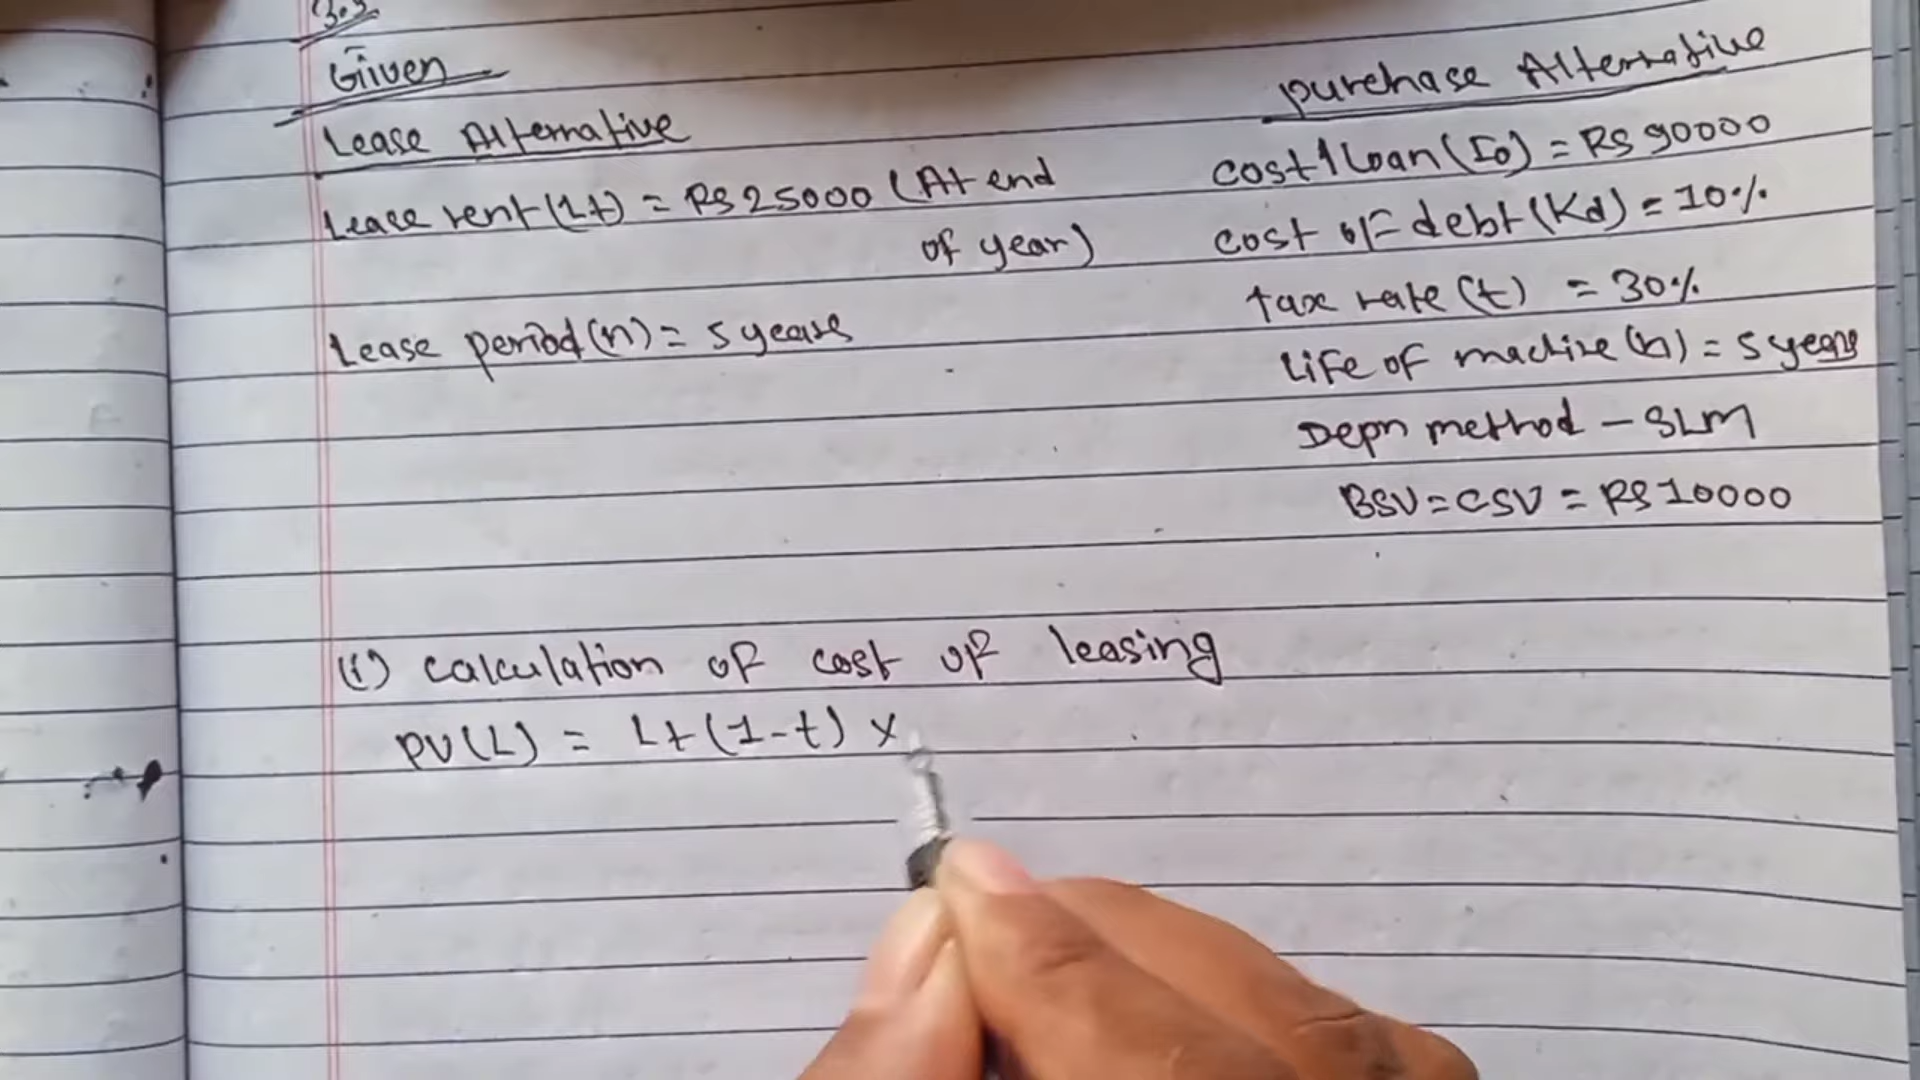 3.3
Given
Lease Alternative
Lease rent (Lt) = RS 25000 (At end
of year)
Lease period (n) = 5 years
purchase Alternative
cost/Loan (I0) = RS 90000
cost of debt (Kd) = 10%
tax rate (t) = 30%
Life of machine (n) = 5 years
Depn method - SLM
BSV = CSV = RS 10000
(i) calculation of cost of leasing
PV(L) = Lt (1-t) x